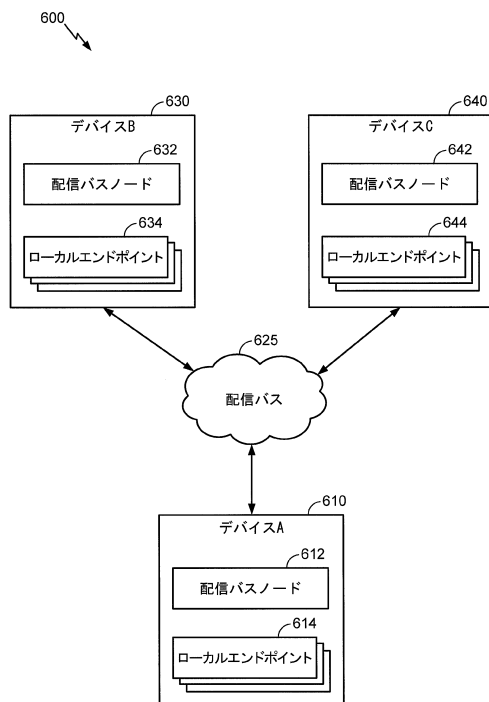 600
630
デバイスB
632
配信バスノード
634
ローカルエンドポイント
640
デバイスC
642
配信バスノード
644
ローカルエンドポイント
625
配信バス
610
デバイスA
612
配信バスノード
614
ローカルエンドポイント